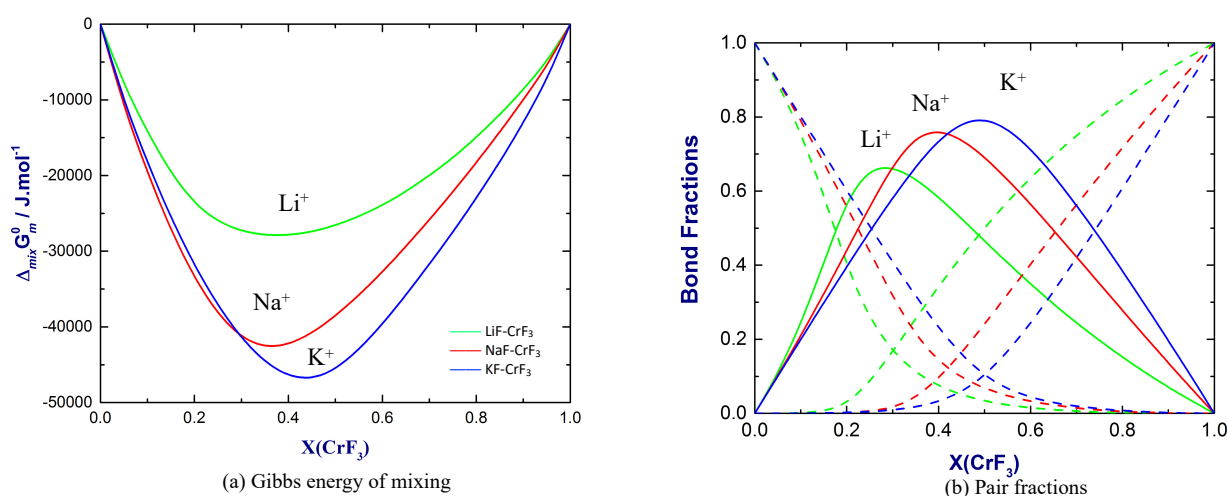 0
-10000
-20000
-30000
-40000
-50000
Δ_mix G_m^0 / J.mol^-1
Li⁺
Na⁺
K⁺
LiF-CrF₃
NaF-CrF₃
KF-CrF₃
0.0 0.2 0.4 0.6 0.8 1.0
X(CrF₃)
(a) Gibbs energy of mixing
1.0
0.8
0.6
0.4
0.2
0.0
Bond Fractions
K⁺
Na⁺
Li⁺
0.0 0.2 0.4 0.6 0.8 1.0
X(CrF₃)
(b) Pair fractions